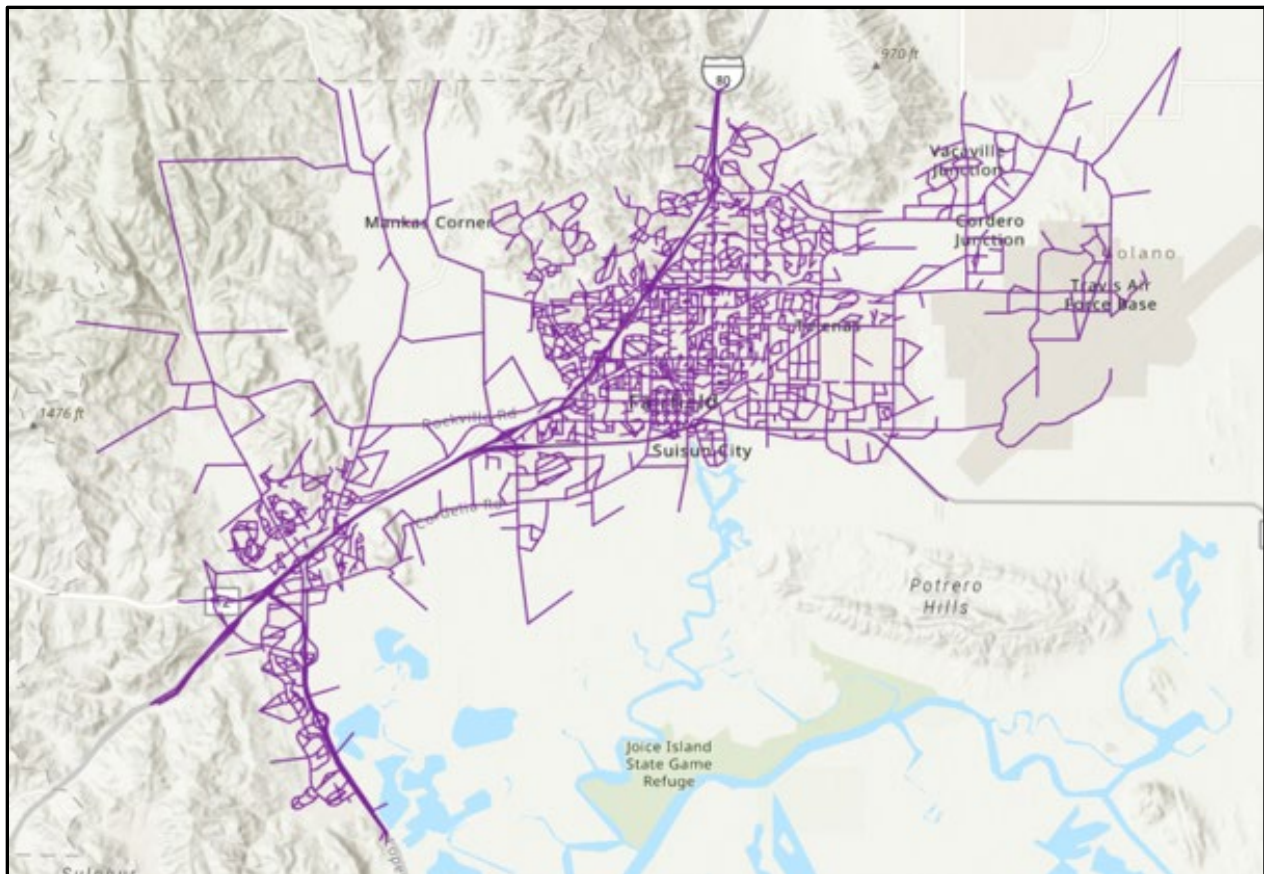 80
970 ft
Vacaville
Junction
Mankas Corner
Cordero
Junction
Solano
Travis Air
Force Base
Fairfield
1476 ft
Rockville Rd
Suisun City
Cordelia Rd
Potrero
Hills
Joice Island
State Game
Refuge